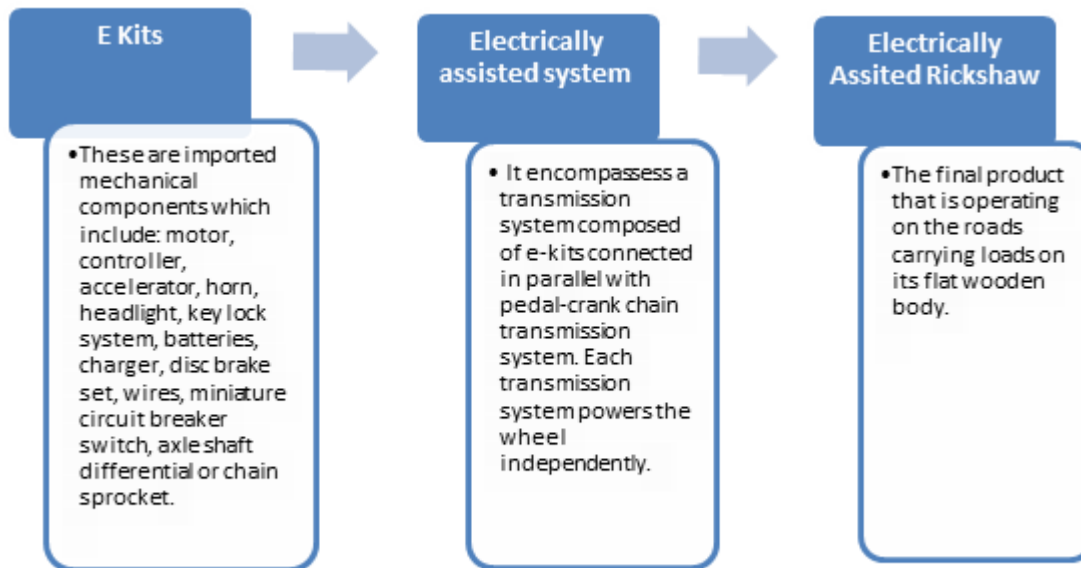 E Kits
•These are imported
mechanical
components which
include: motor,
controller,
accelerator, horn,
headlight, key lock
system, batteries,
charger, disc brake
set, wires, miniature
circuit breaker
switch, axle shaft
differential or chain
sprocket.
Electrically
assisted system
• It encompassess a
transmission
system composed
of e-kits connected
in parallel with
pedal-crank chain
transmission
system. Each
transmission
system powers the
wheel
independently.
Electrically
Assited Rickshaw
•The final product
that is operating
on the roads
carrying loads on
its flat wooden
body.